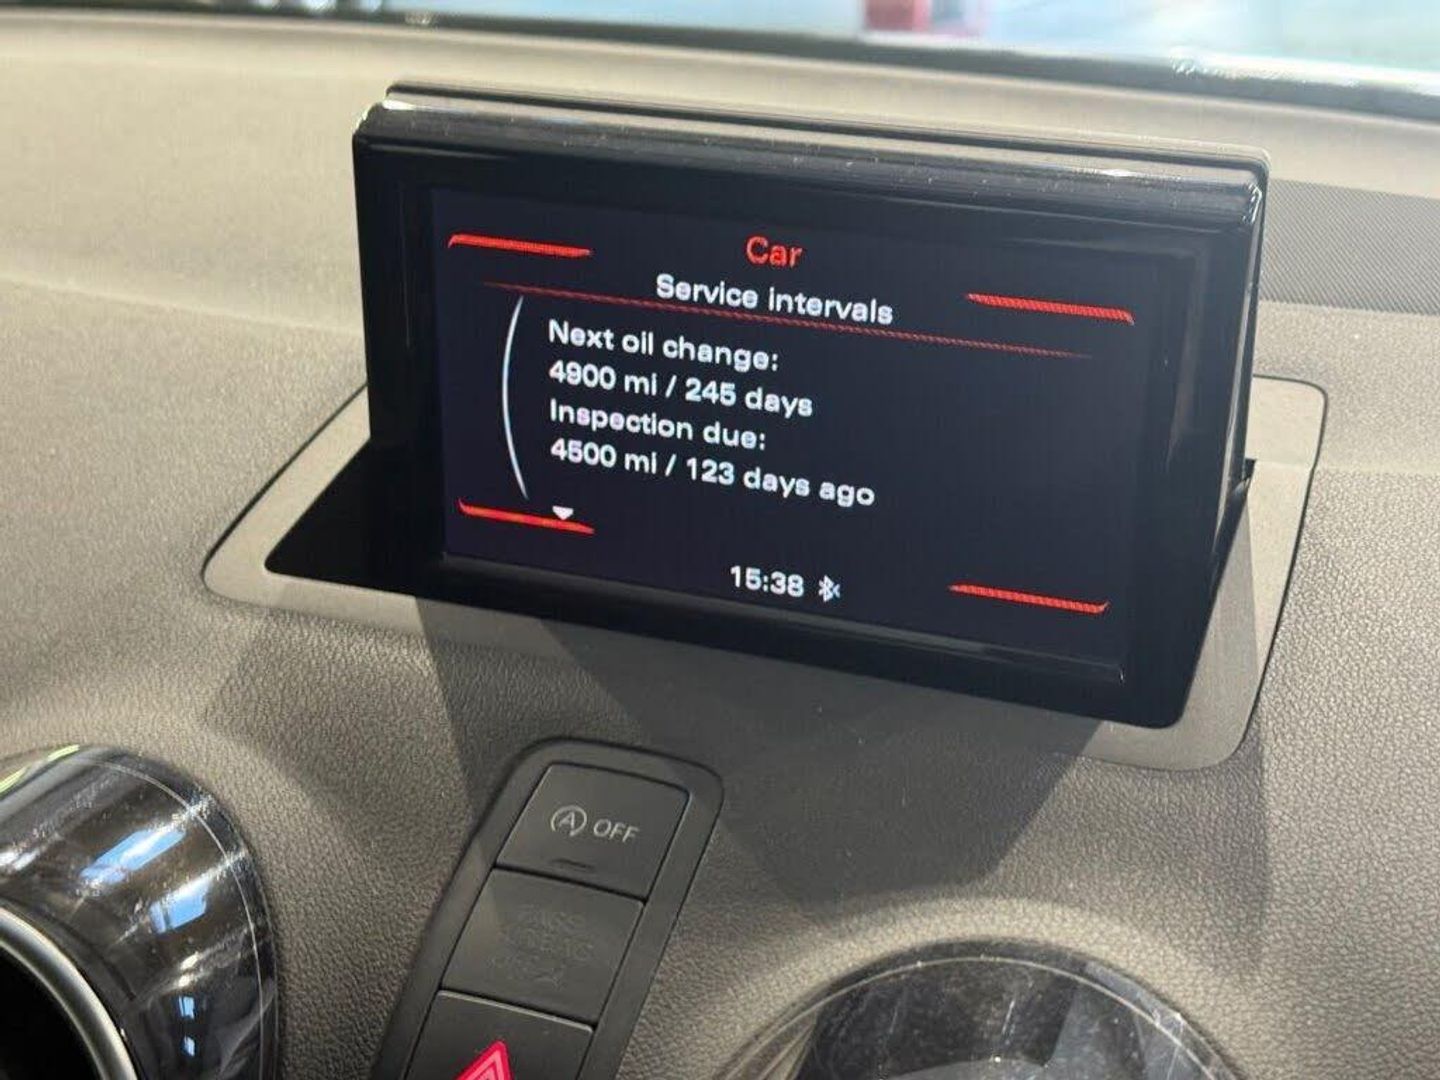 Car
Service intervals
Next oil change:
4900 mi / 245 days
Inspection due:
4500 mi / 123 days ago
15:38
A OFF